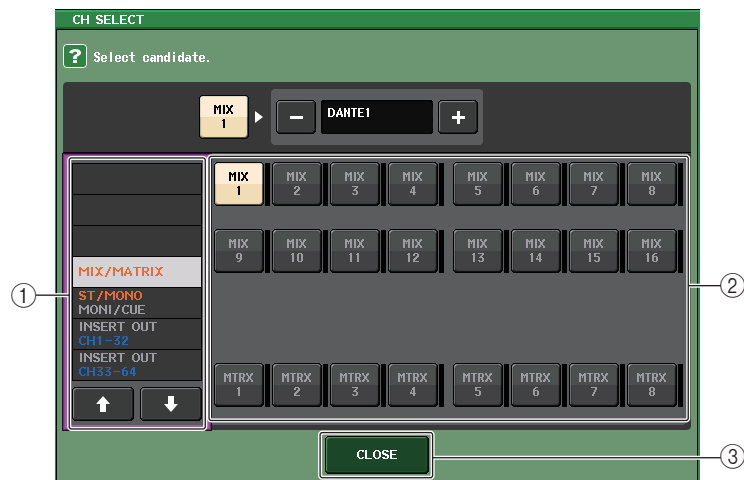 CH SELECT
? Select candidate.
MIX
1
− DANTE1 +
MIX/MATRIX
ST/MONO
MONI/CUE
INSERT OUT
CH1-32
INSERT OUT
CH33-64
MIX MIX MIX MIX MIX MIX MIX MIX
1 2 3 4 5 6 7 8
MIX MIX MIX MIX MIX MIX MIX MIX
9 10 11 12 13 14 15 16
MTRX MTRX MTRX MTRX MTRX MTRX MTRX MTRX
1 2 3 4 5 6 7 8
CLOSE
1
2
3